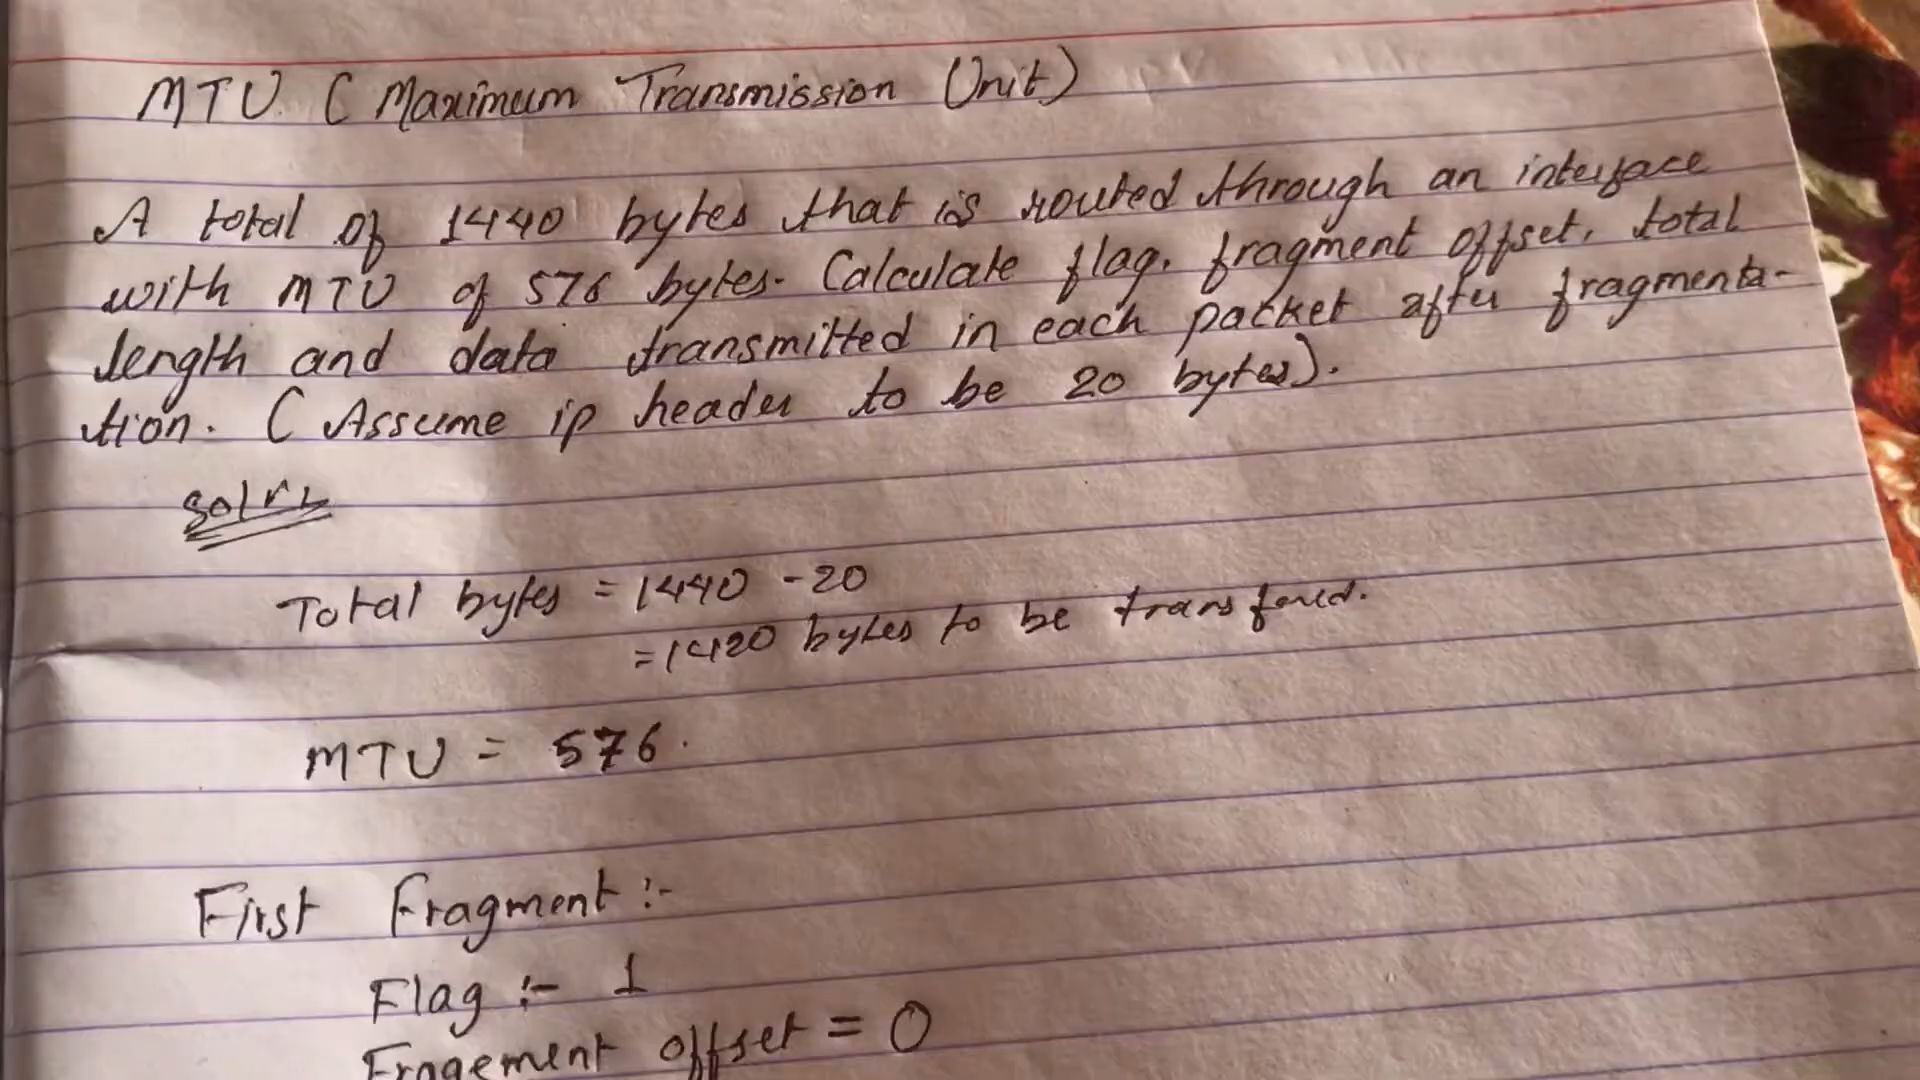 MTU. ( Maximum Transmission Unit)
A total of 1440 bytes that is routed through an interface
with MTU of 576 bytes. Calculate flag, fragment offset, total
length and data transmitted in each packet after fragmenta-
tion. ( Assume ip header to be 20 bytes).
Total bytes = 1440 - 20
= 1420 bytes to be transfered.
MTU = 576.
First Fragment :-
Flag :- 1
Fragement offset = 0